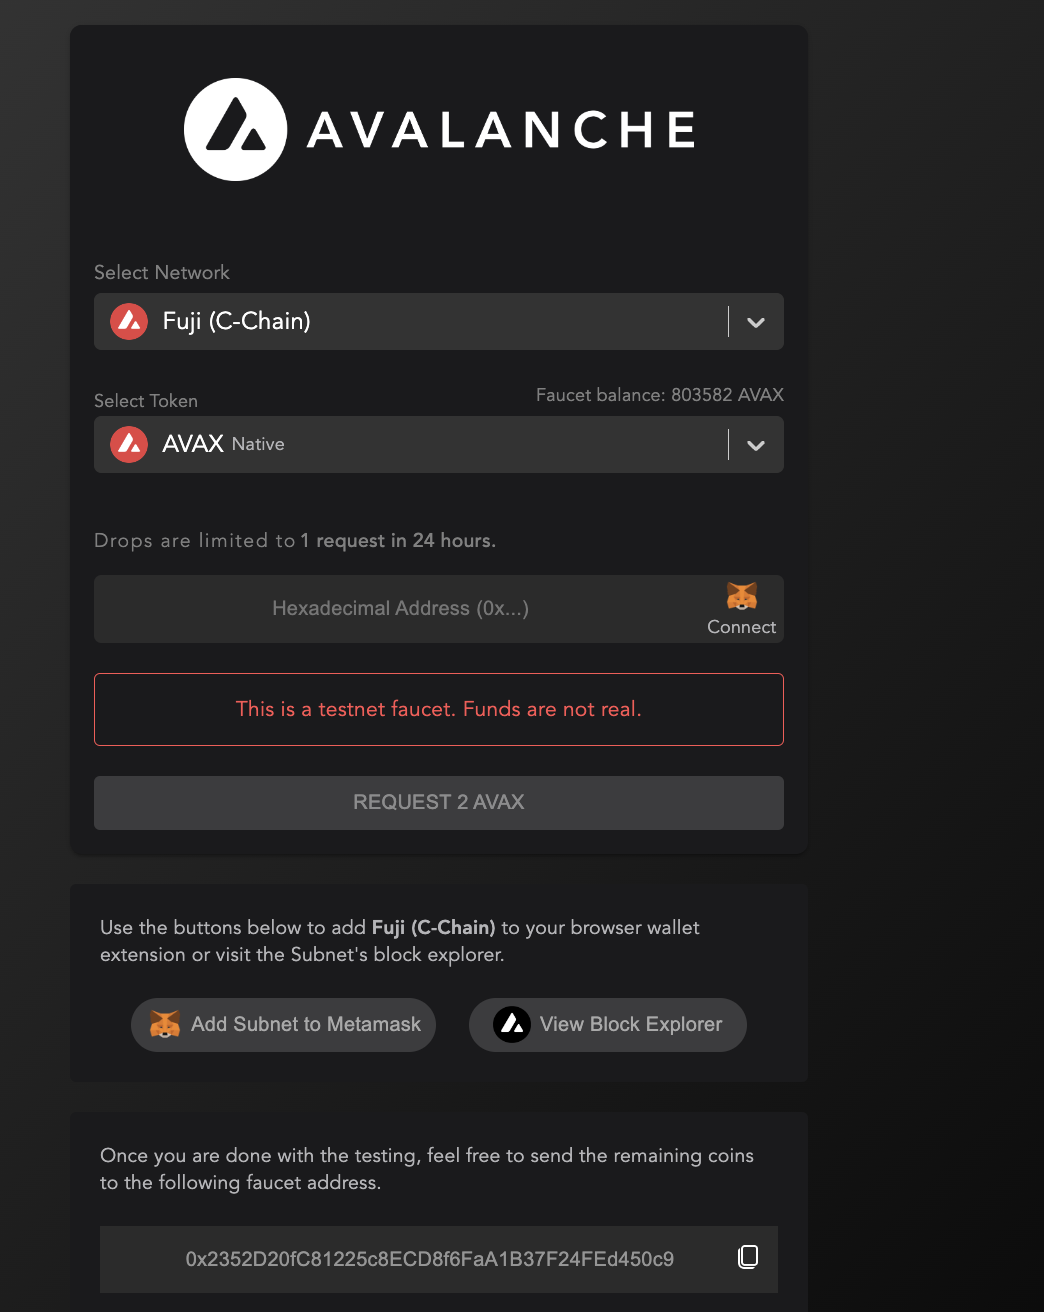 AVALANCHE
Select Network
Fuji (C-Chain)
Select Token
Faucet balance: 803582 AVAX
AVAX Native
Drops are limited to 1 request in 24 hours.
Hexadecimal Address (0x...)
Connect
This is a testnet faucet. Funds are not real.
REQUEST 2 AVAX
Use the buttons below to add Fuji (C-Chain) to your browser wallet
extension or visit the Subnet's block explorer.
Add Subnet to Metamask
View Block Explorer
Once you are done with the testing, feel free to send the remaining coins
to the following faucet address.
0x2352D20fC81225c8ECD8f6FaA1B37F24FEd450c9